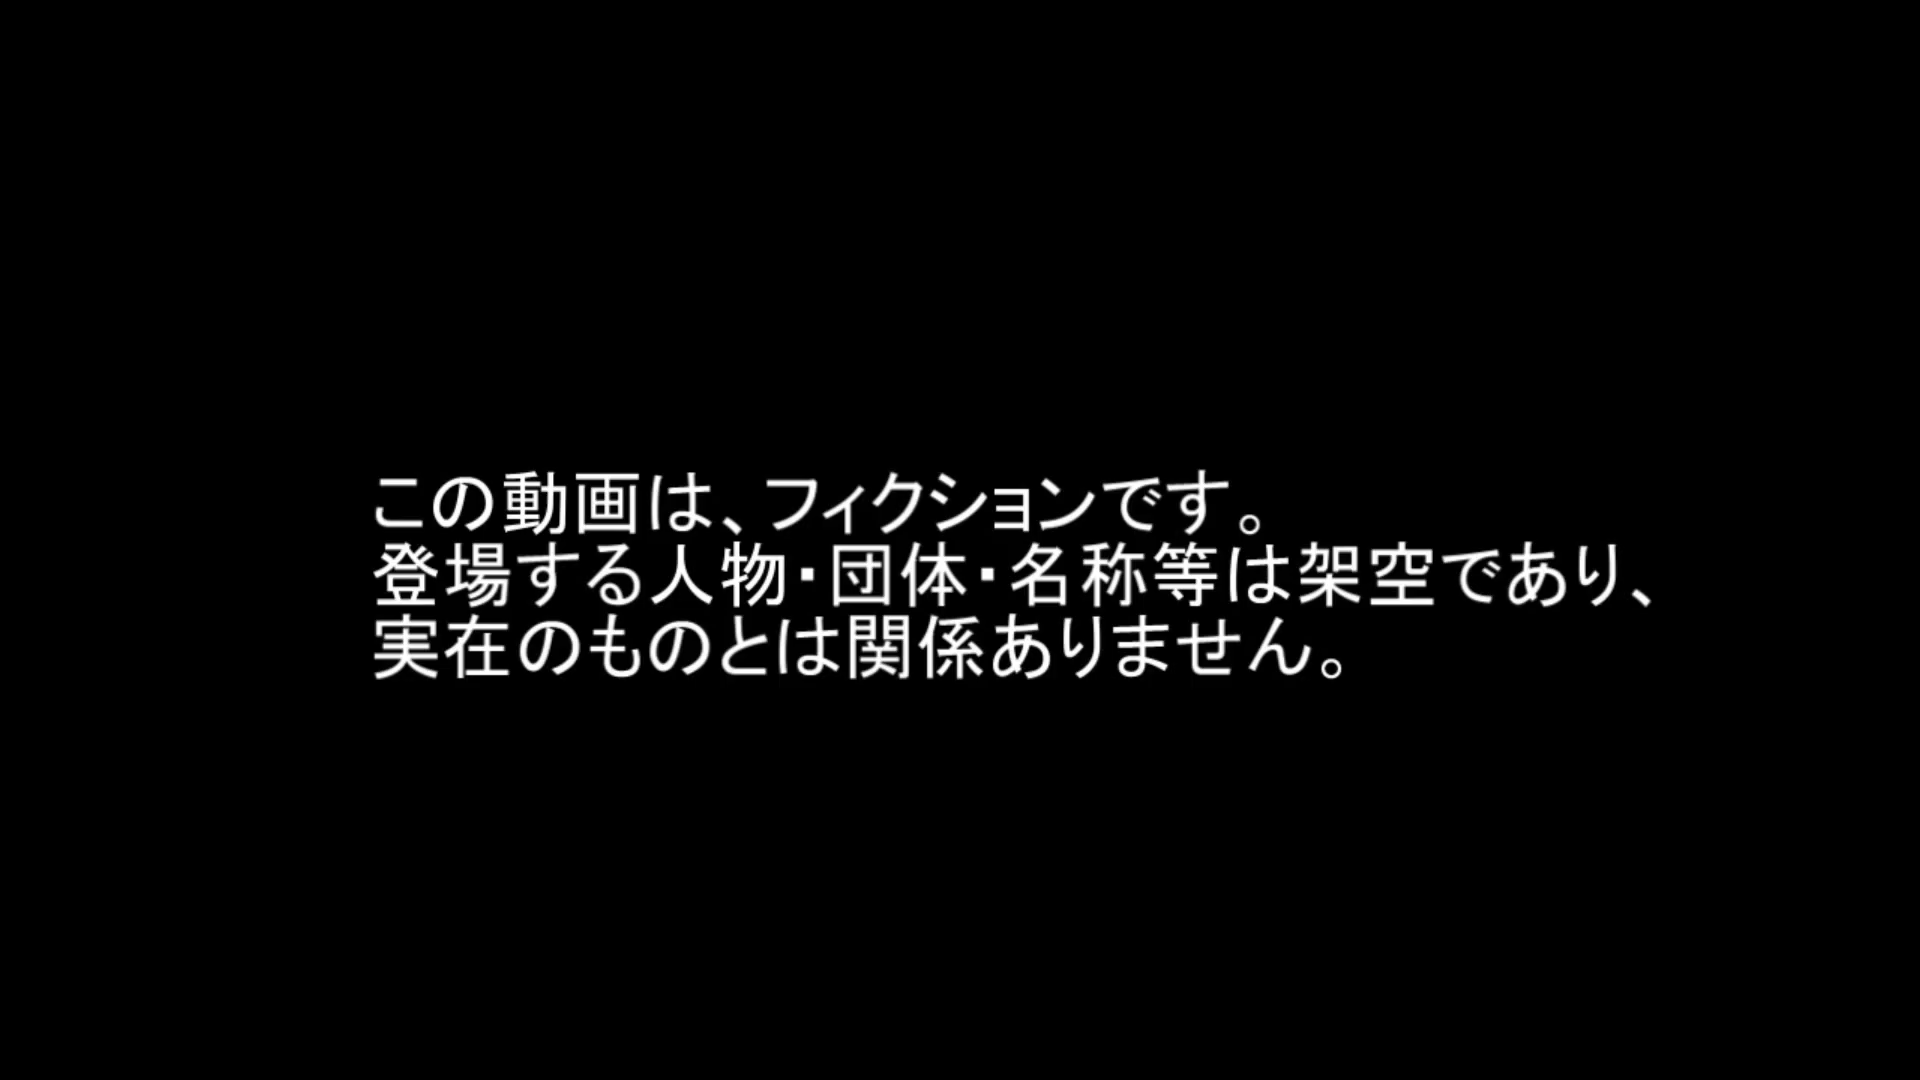 この動画は、フィクションです。
登場する人物・団体・名称等は架空であり、
実在のものとは関係ありません。